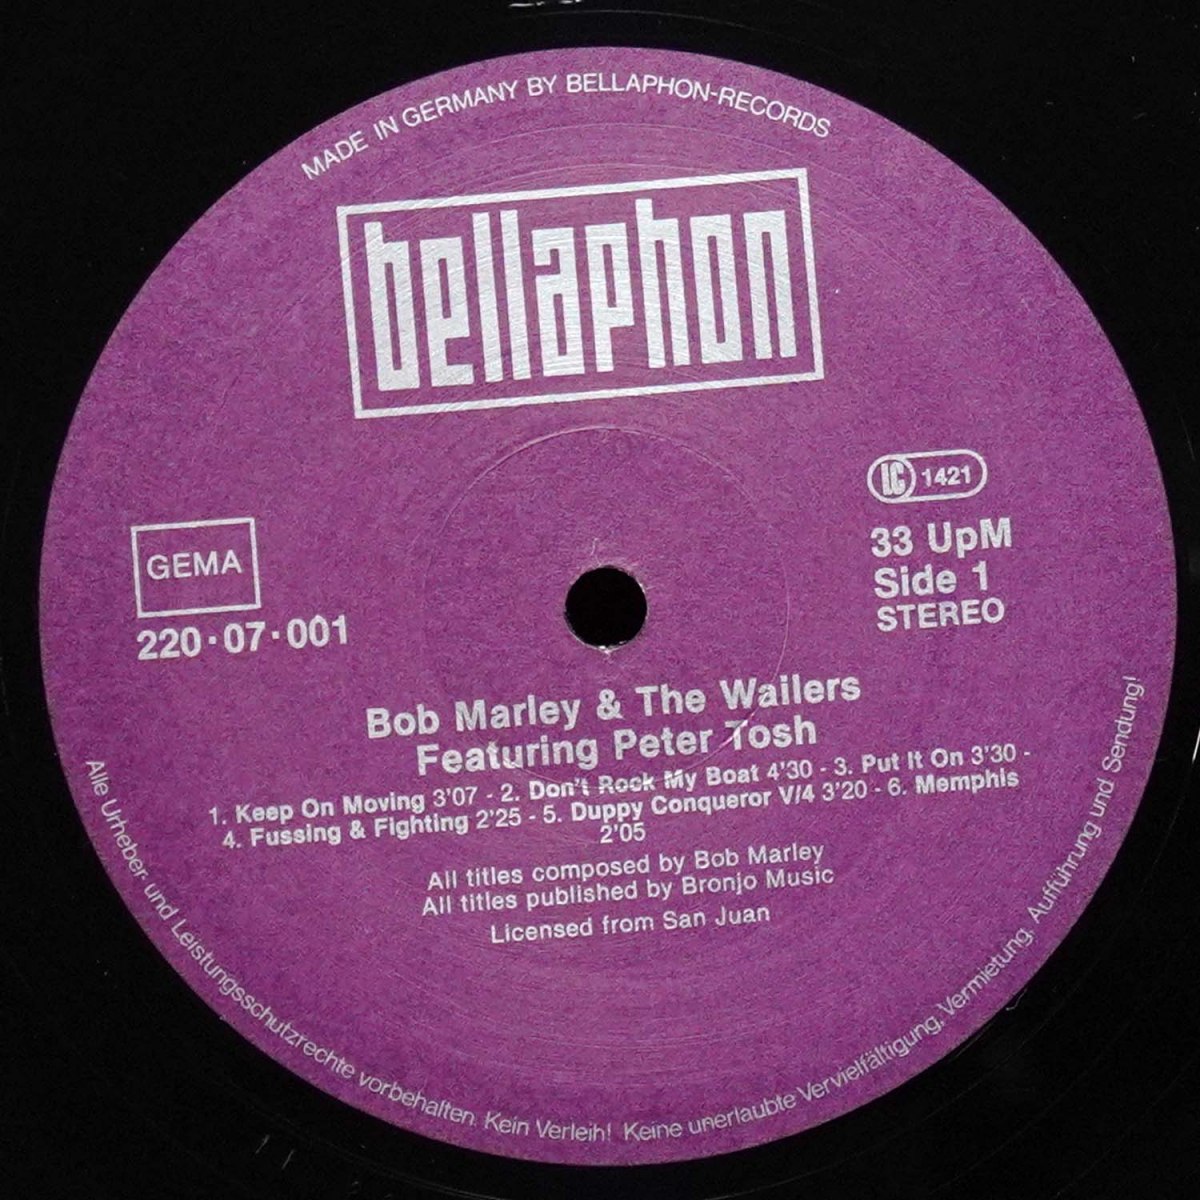 MADE IN GERMANY BY BELLAPHON-RECORDS
bellaphon
LC 1421
GEMA
33 UpM
Side 1
220·07·001
STEREO
Bob Marley & The Wailers
Featuring Peter Tosh
1. Keep On Moving 3'07 - 2. Don't Rock My Boat 4'30 - 3. Put It On 3'30 -
4. Fussing & Fighting 2'25 - 5. Duppy Conqueror V/4 3'20 - 6. Memphis
2'05
All titles composed by Bob Marley
All titles published by Bronjo Music
Licensed from San Juan
Alle Urheber- und Leistungsschutzrechte vorbehalten. Kein Verleih! Keine unerlaubte Vervielfältigung, Vermietung, Aufführung und Sendung!